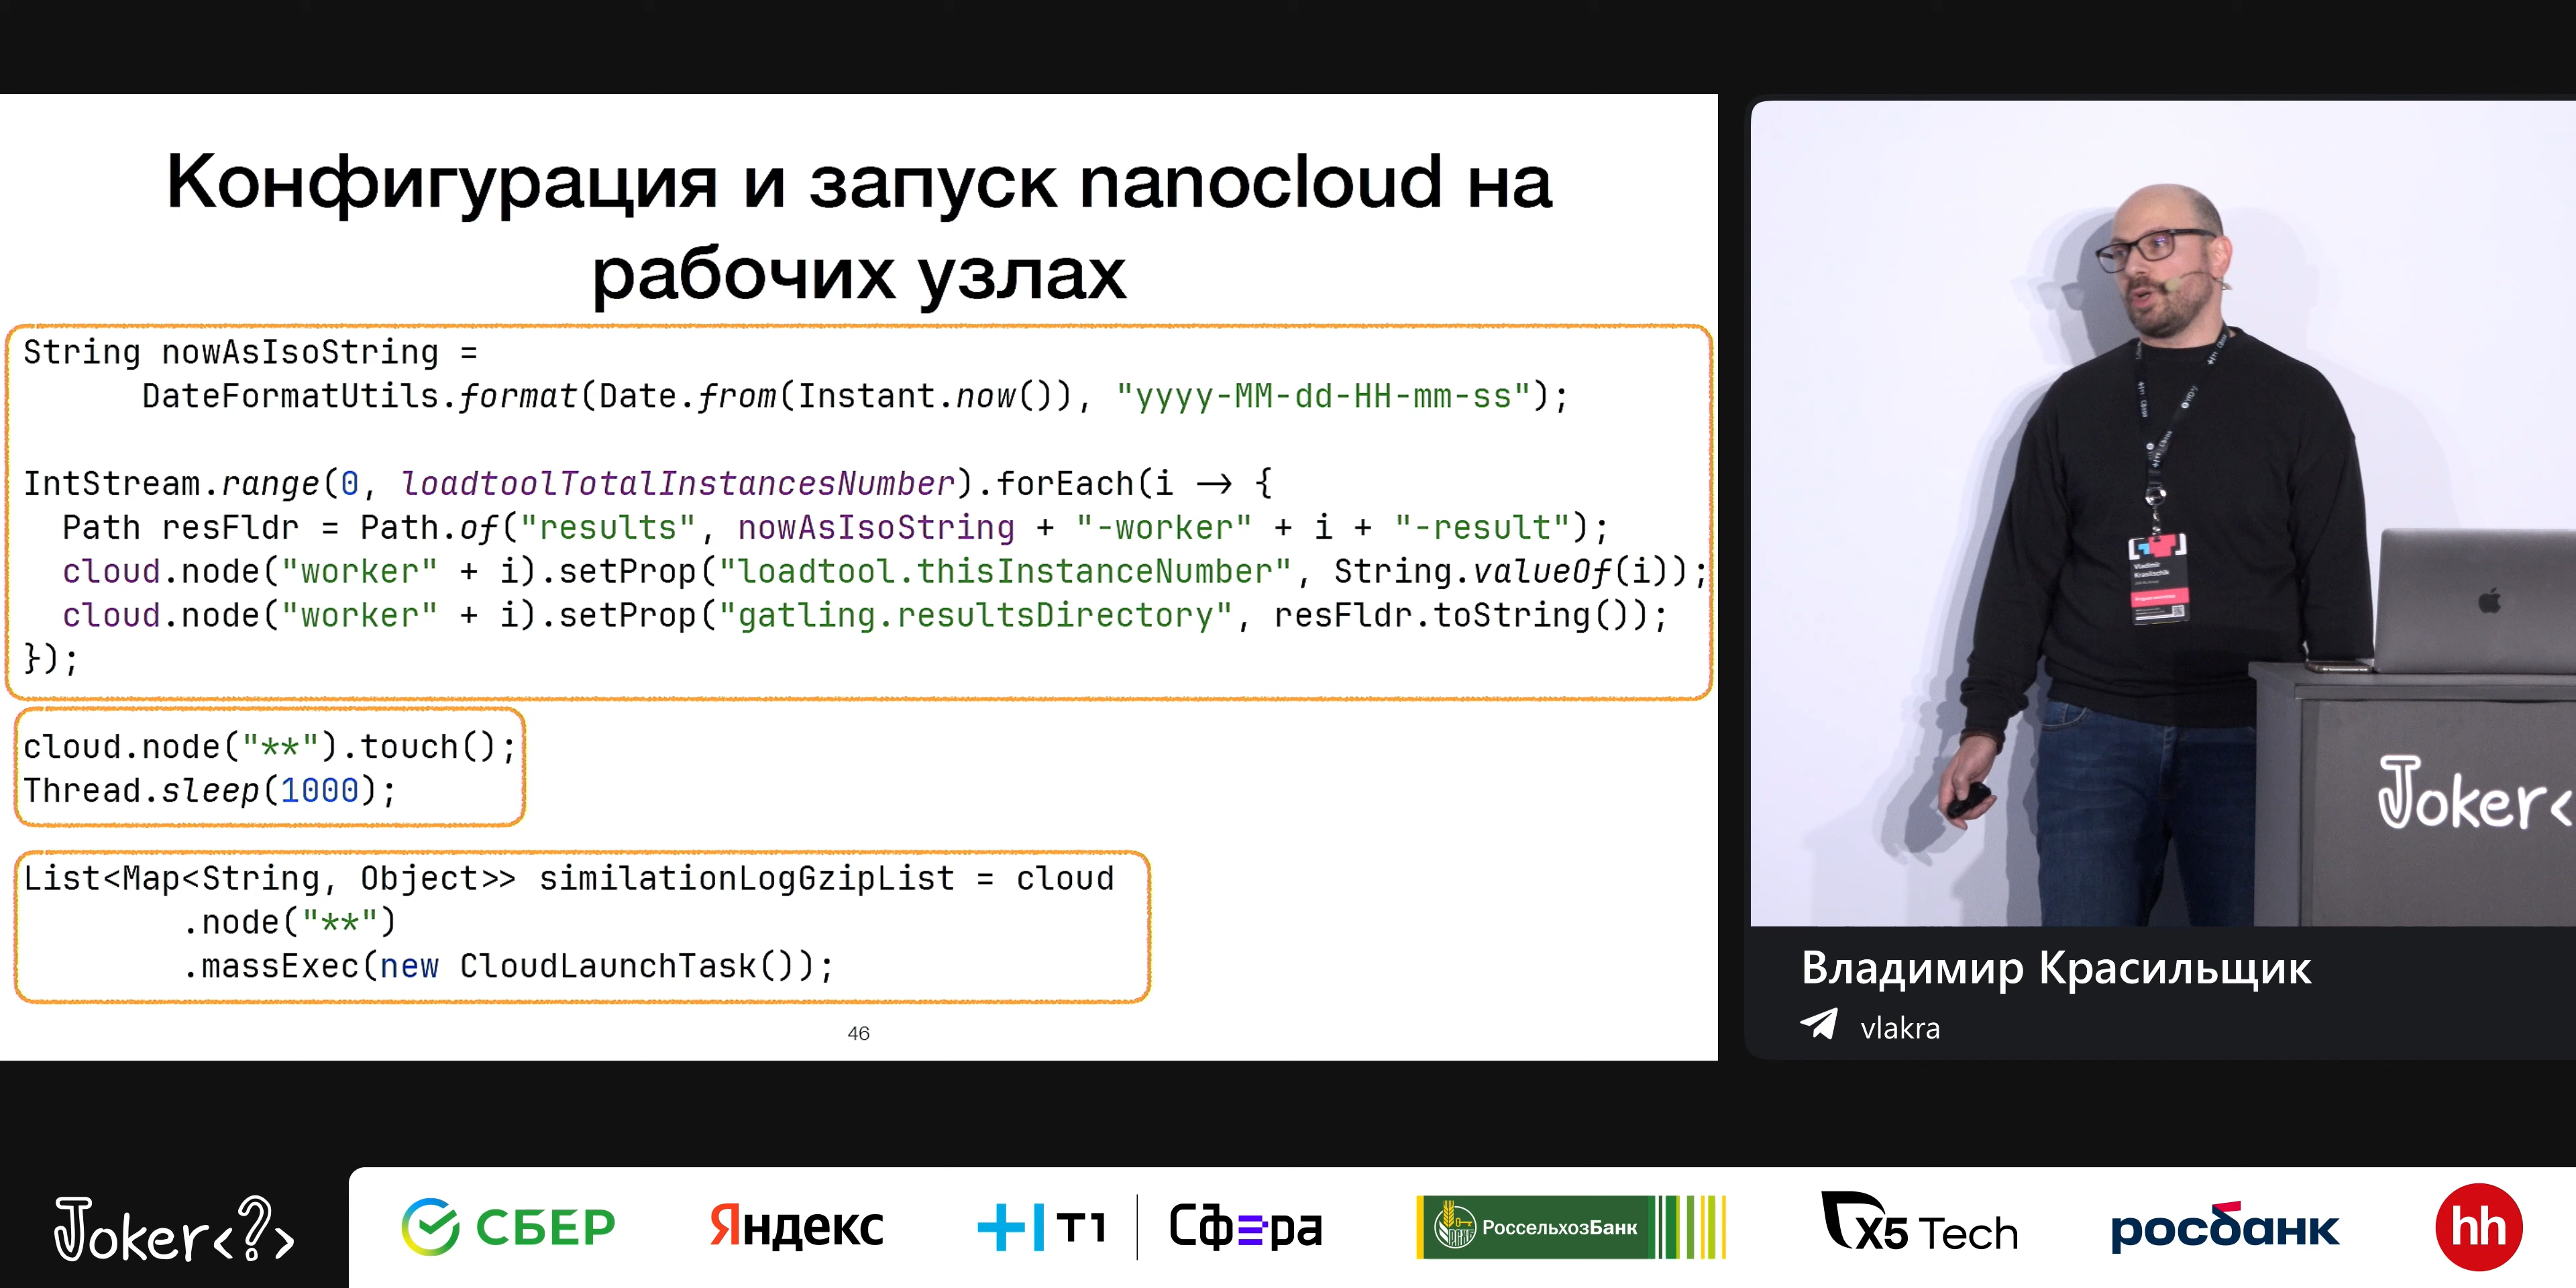 Конфигурация и запуск nanocloud на
рабочих узлах
String nowAsIsoString =
DateFormatUtils.format(Date.from(Instant.now()), "yyyy-MM-dd-HH-mm-ss");
IntStream.range(0, loadtoolTotalInstancesNumber).forEach(i → {
Path resFldr = Path.of("results", nowAsIsoString + "-worker" + i + "-result");
cloud.node("worker" + i).setProp("loadtool.thisInstanceNumber", String.valueOf(i));
cloud.node("worker" + i).setProp("gatling.resultsDirectory", resFldr.toString());
});
cloud.node("**").touch();
Thread.sleep(1000);
List<Map<String, Object>> similationLogGzipList = cloud
.node("**")
.massExec(new CloudLaunchTask());
46
Vladimir
Krasilschik
Joker<
Владимир Красильщик
vlakra
Joker<?>
СБЕР
Яндекс
T1
Сфера
РоссельхозБанк
X5 Tech
росбанк
hh